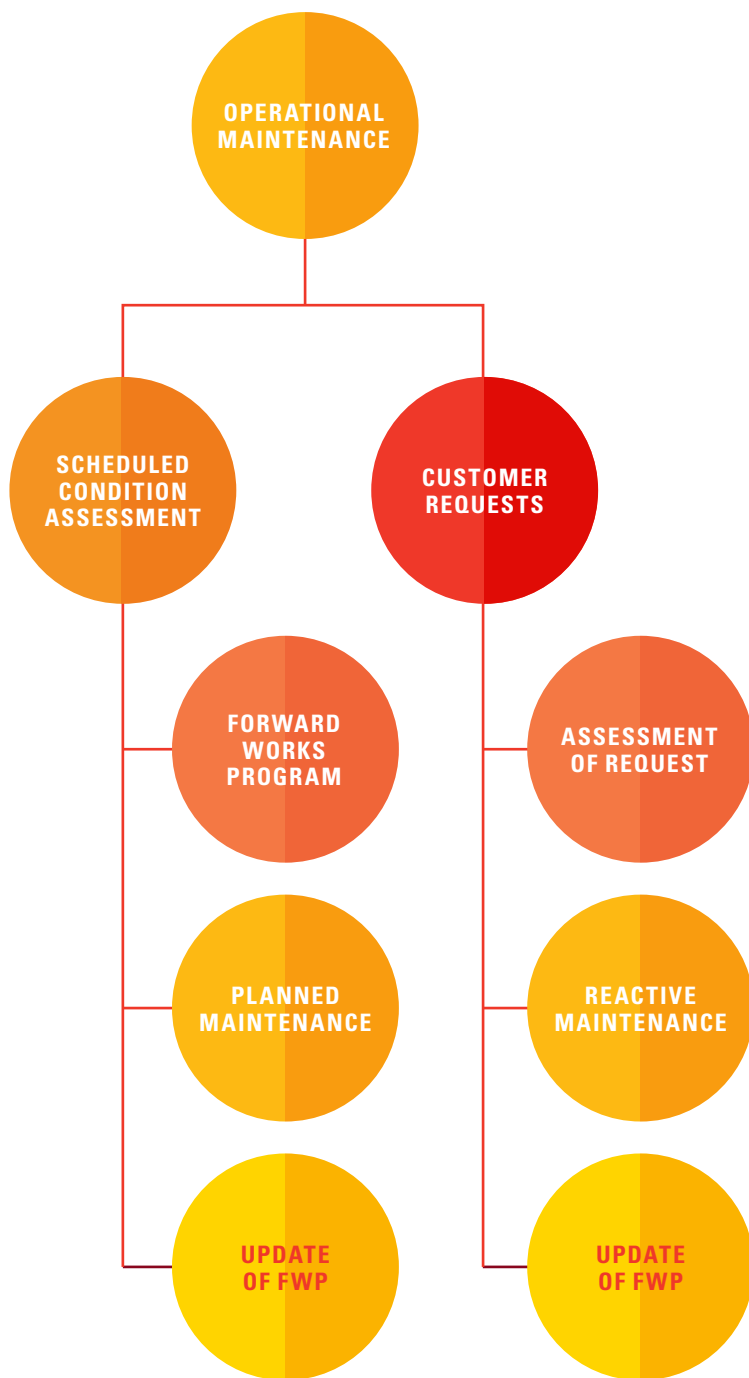 OPERATIONAL
MAINTENANCE
SCHEDULED
CONDITION
ASSESSMENT
CUSTOMER
REQUESTS
FORWARD
WORKS
PROGRAM
ASSESSMENT
OF REQUEST
PLANNED
MAINTENANCE
REACTIVE
MAINTENANCE
UPDATE
OF FWP
UPDATE
OF FWP